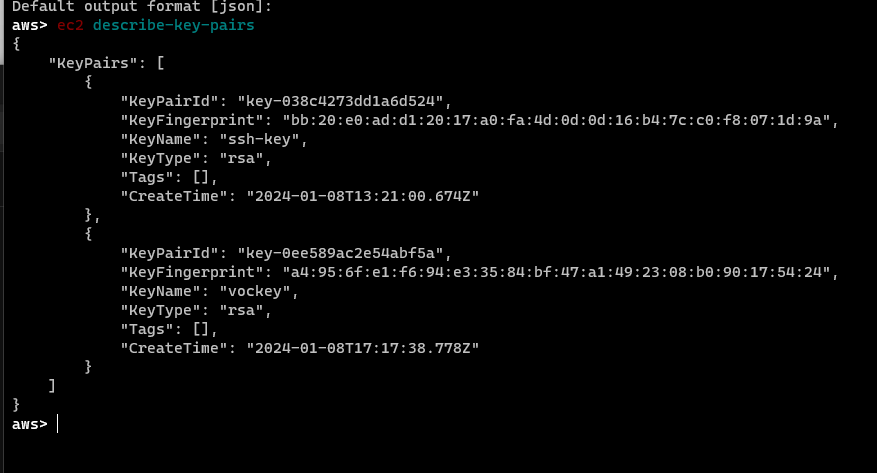 Default output format [json]:
aws> ec2 describe-key-pairs
{
    "KeyPairs": [
        {
            "KeyPairId": "key-038c4273dd1a6d524",
            "KeyFingerprint": "bb:20:e0:ad:d1:20:17:a0:fa:4d:0d:0d:16:b4:7c:c0:f8:07:1d:9a",
            "KeyName": "ssh-key",
            "KeyType": "rsa",
            "Tags": [],
            "CreateTime": "2024-01-08T13:21:00.674Z"
        },
        {
            "KeyPairId": "key-0ee589ac2e54abf5a",
            "KeyFingerprint": "a4:95:6f:e1:f6:94:e3:35:84:bf:47:a1:49:23:08:b0:90:17:54:24",
            "KeyName": "vockey",
            "KeyType": "rsa",
            "Tags": [],
            "CreateTime": "2024-01-08T17:17:38.778Z"
        }
    ]
}
aws>